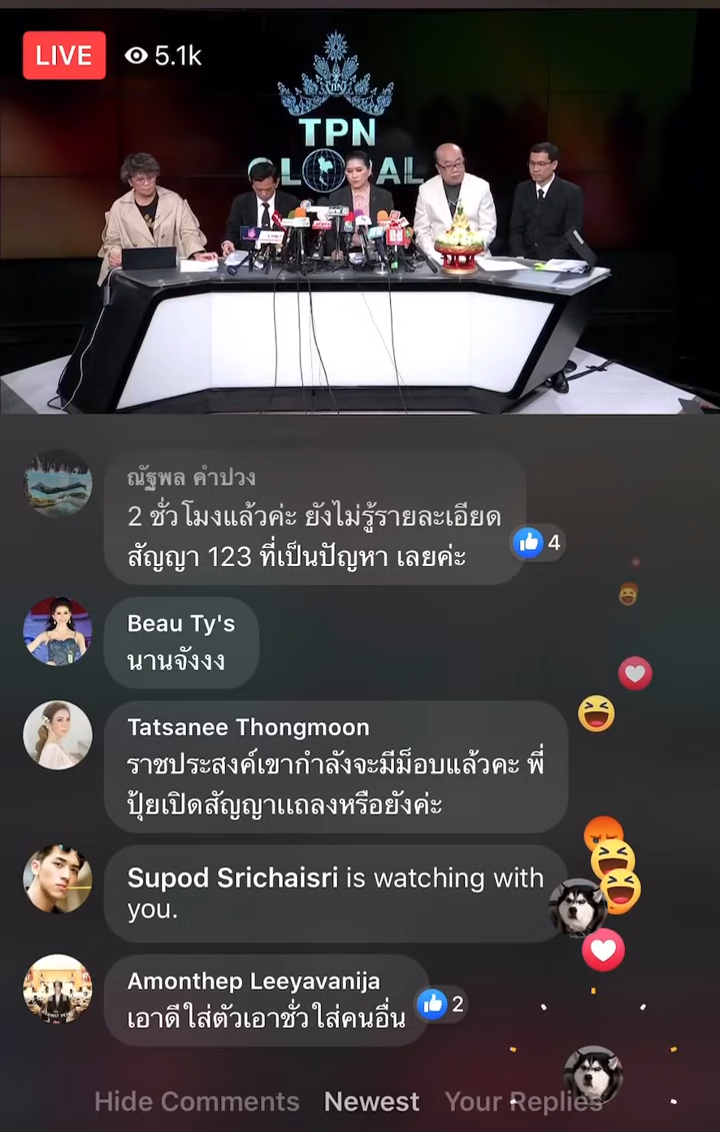 LIVE 5.1k
TPN
GLOBAL
ณัฐพล คำปวง
2 ชั่วโมงแล้วค่ะ ยังไม่รู้รายละเอียด
สัญญา 123 ที่เป็นปัญหา เลยค่ะ
4
Beau Ty's
นานจังงง
Tatsanee Thongmoon
ราชประสงค์เขากำลังจะมีม็อบแล้วคะ พี่
ปุ้ยเปิดสัญญาแถลงหรือยังค่ะ
Supod Srichaisri is watching with
you.
Amonthep Leeyavanija
เอาดีใส่ตัวเอาชั่วใส่คนอื่น
2
Hide Comments Newest Your Replies